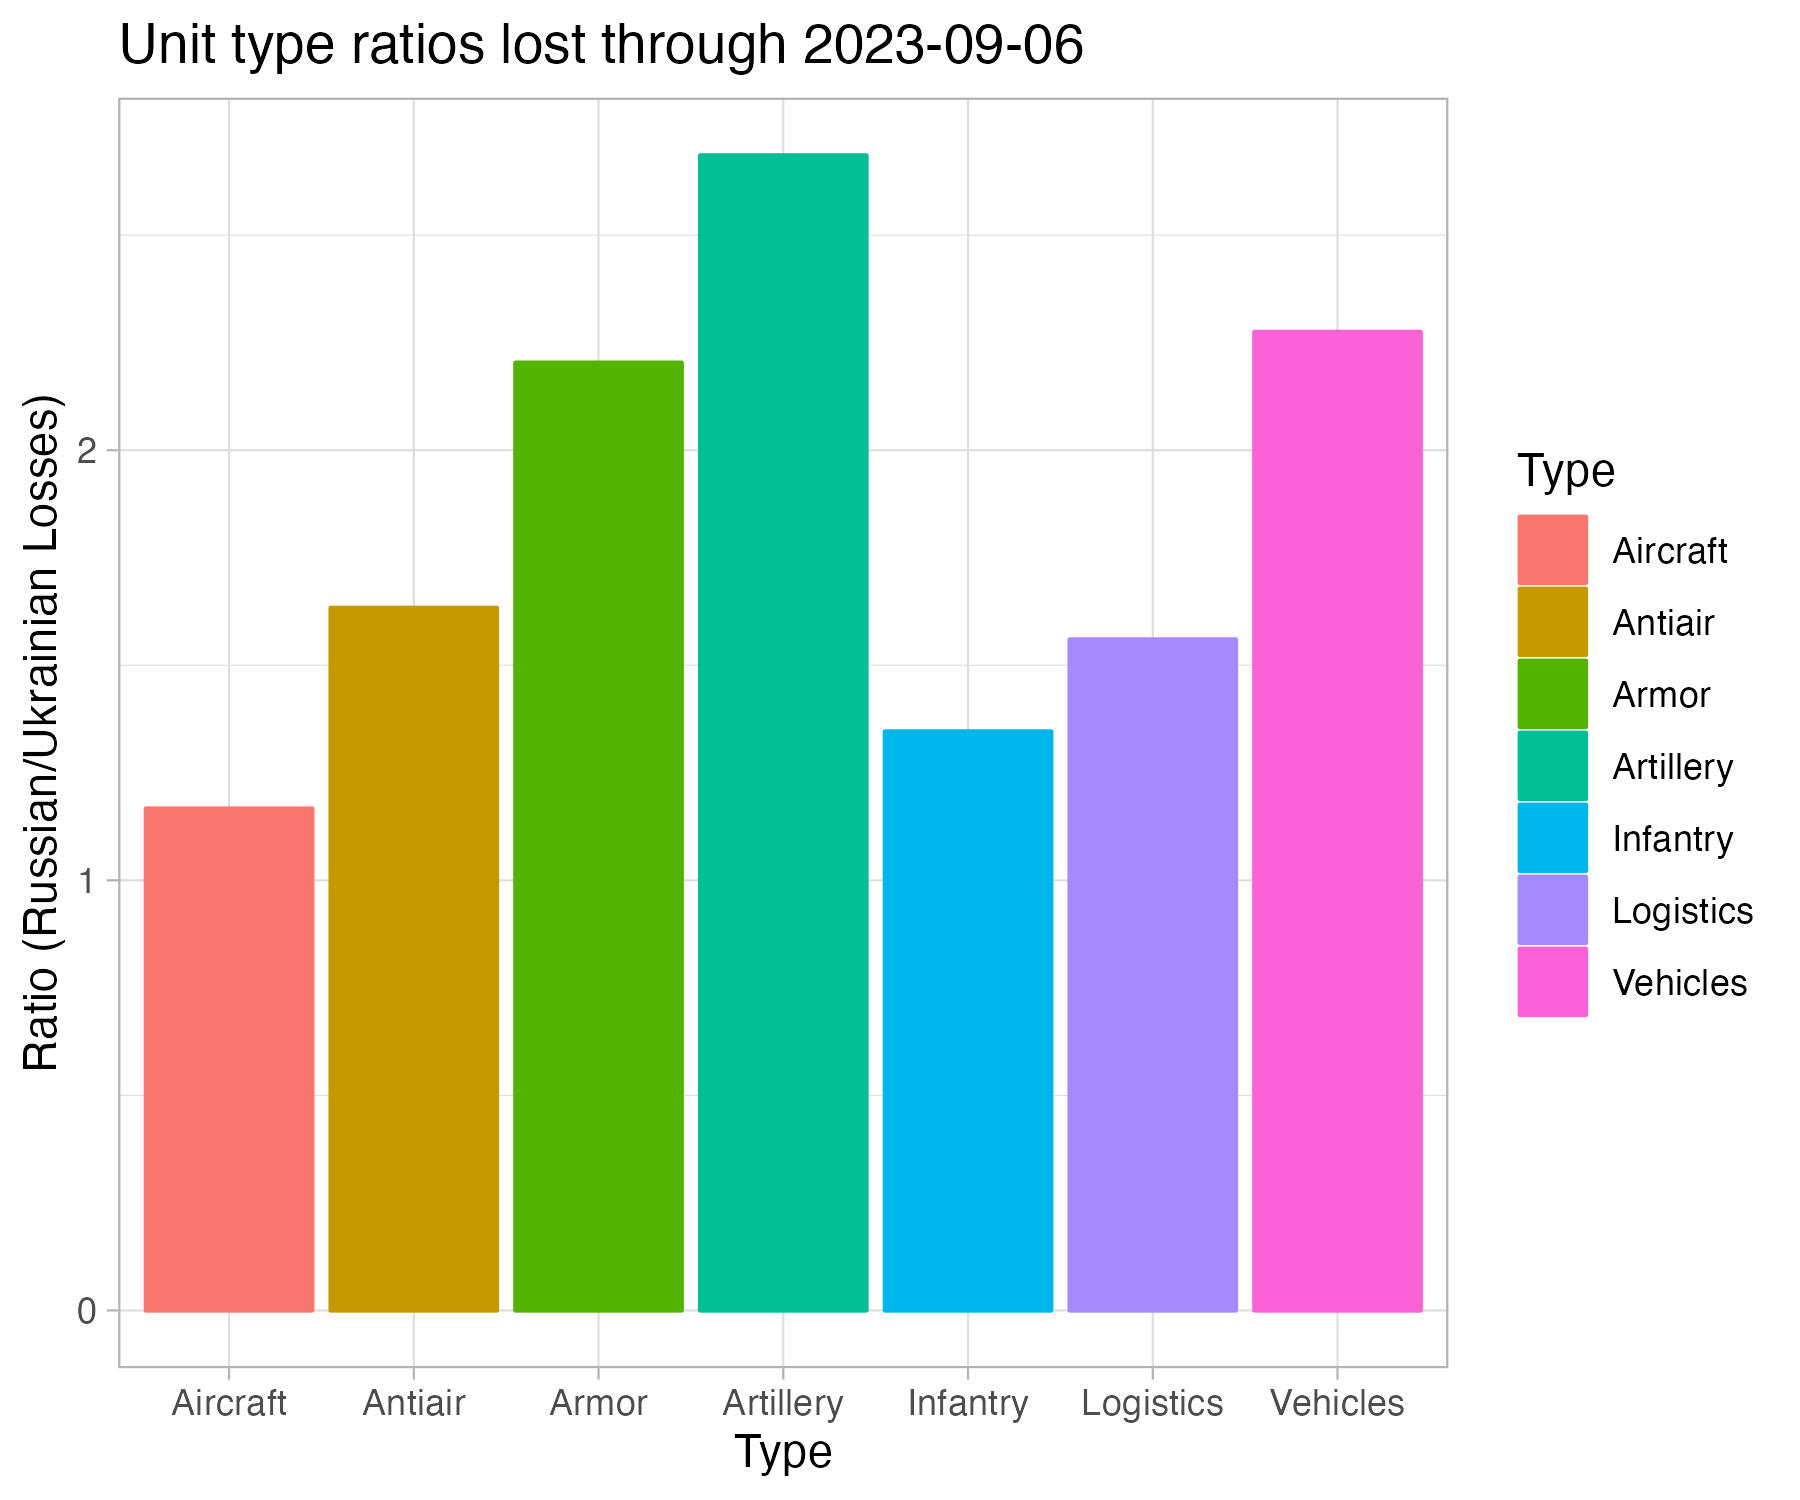 Unit type ratios lost through 2023-09-06
Ratio (Russian/Ukrainian Losses)
2
1
0
Aircraft Antiair Armor Artillery Infantry Logistics Vehicles
Type
Type
Aircraft
Antiair
Armor
Artillery
Infantry
Logistics
Vehicles